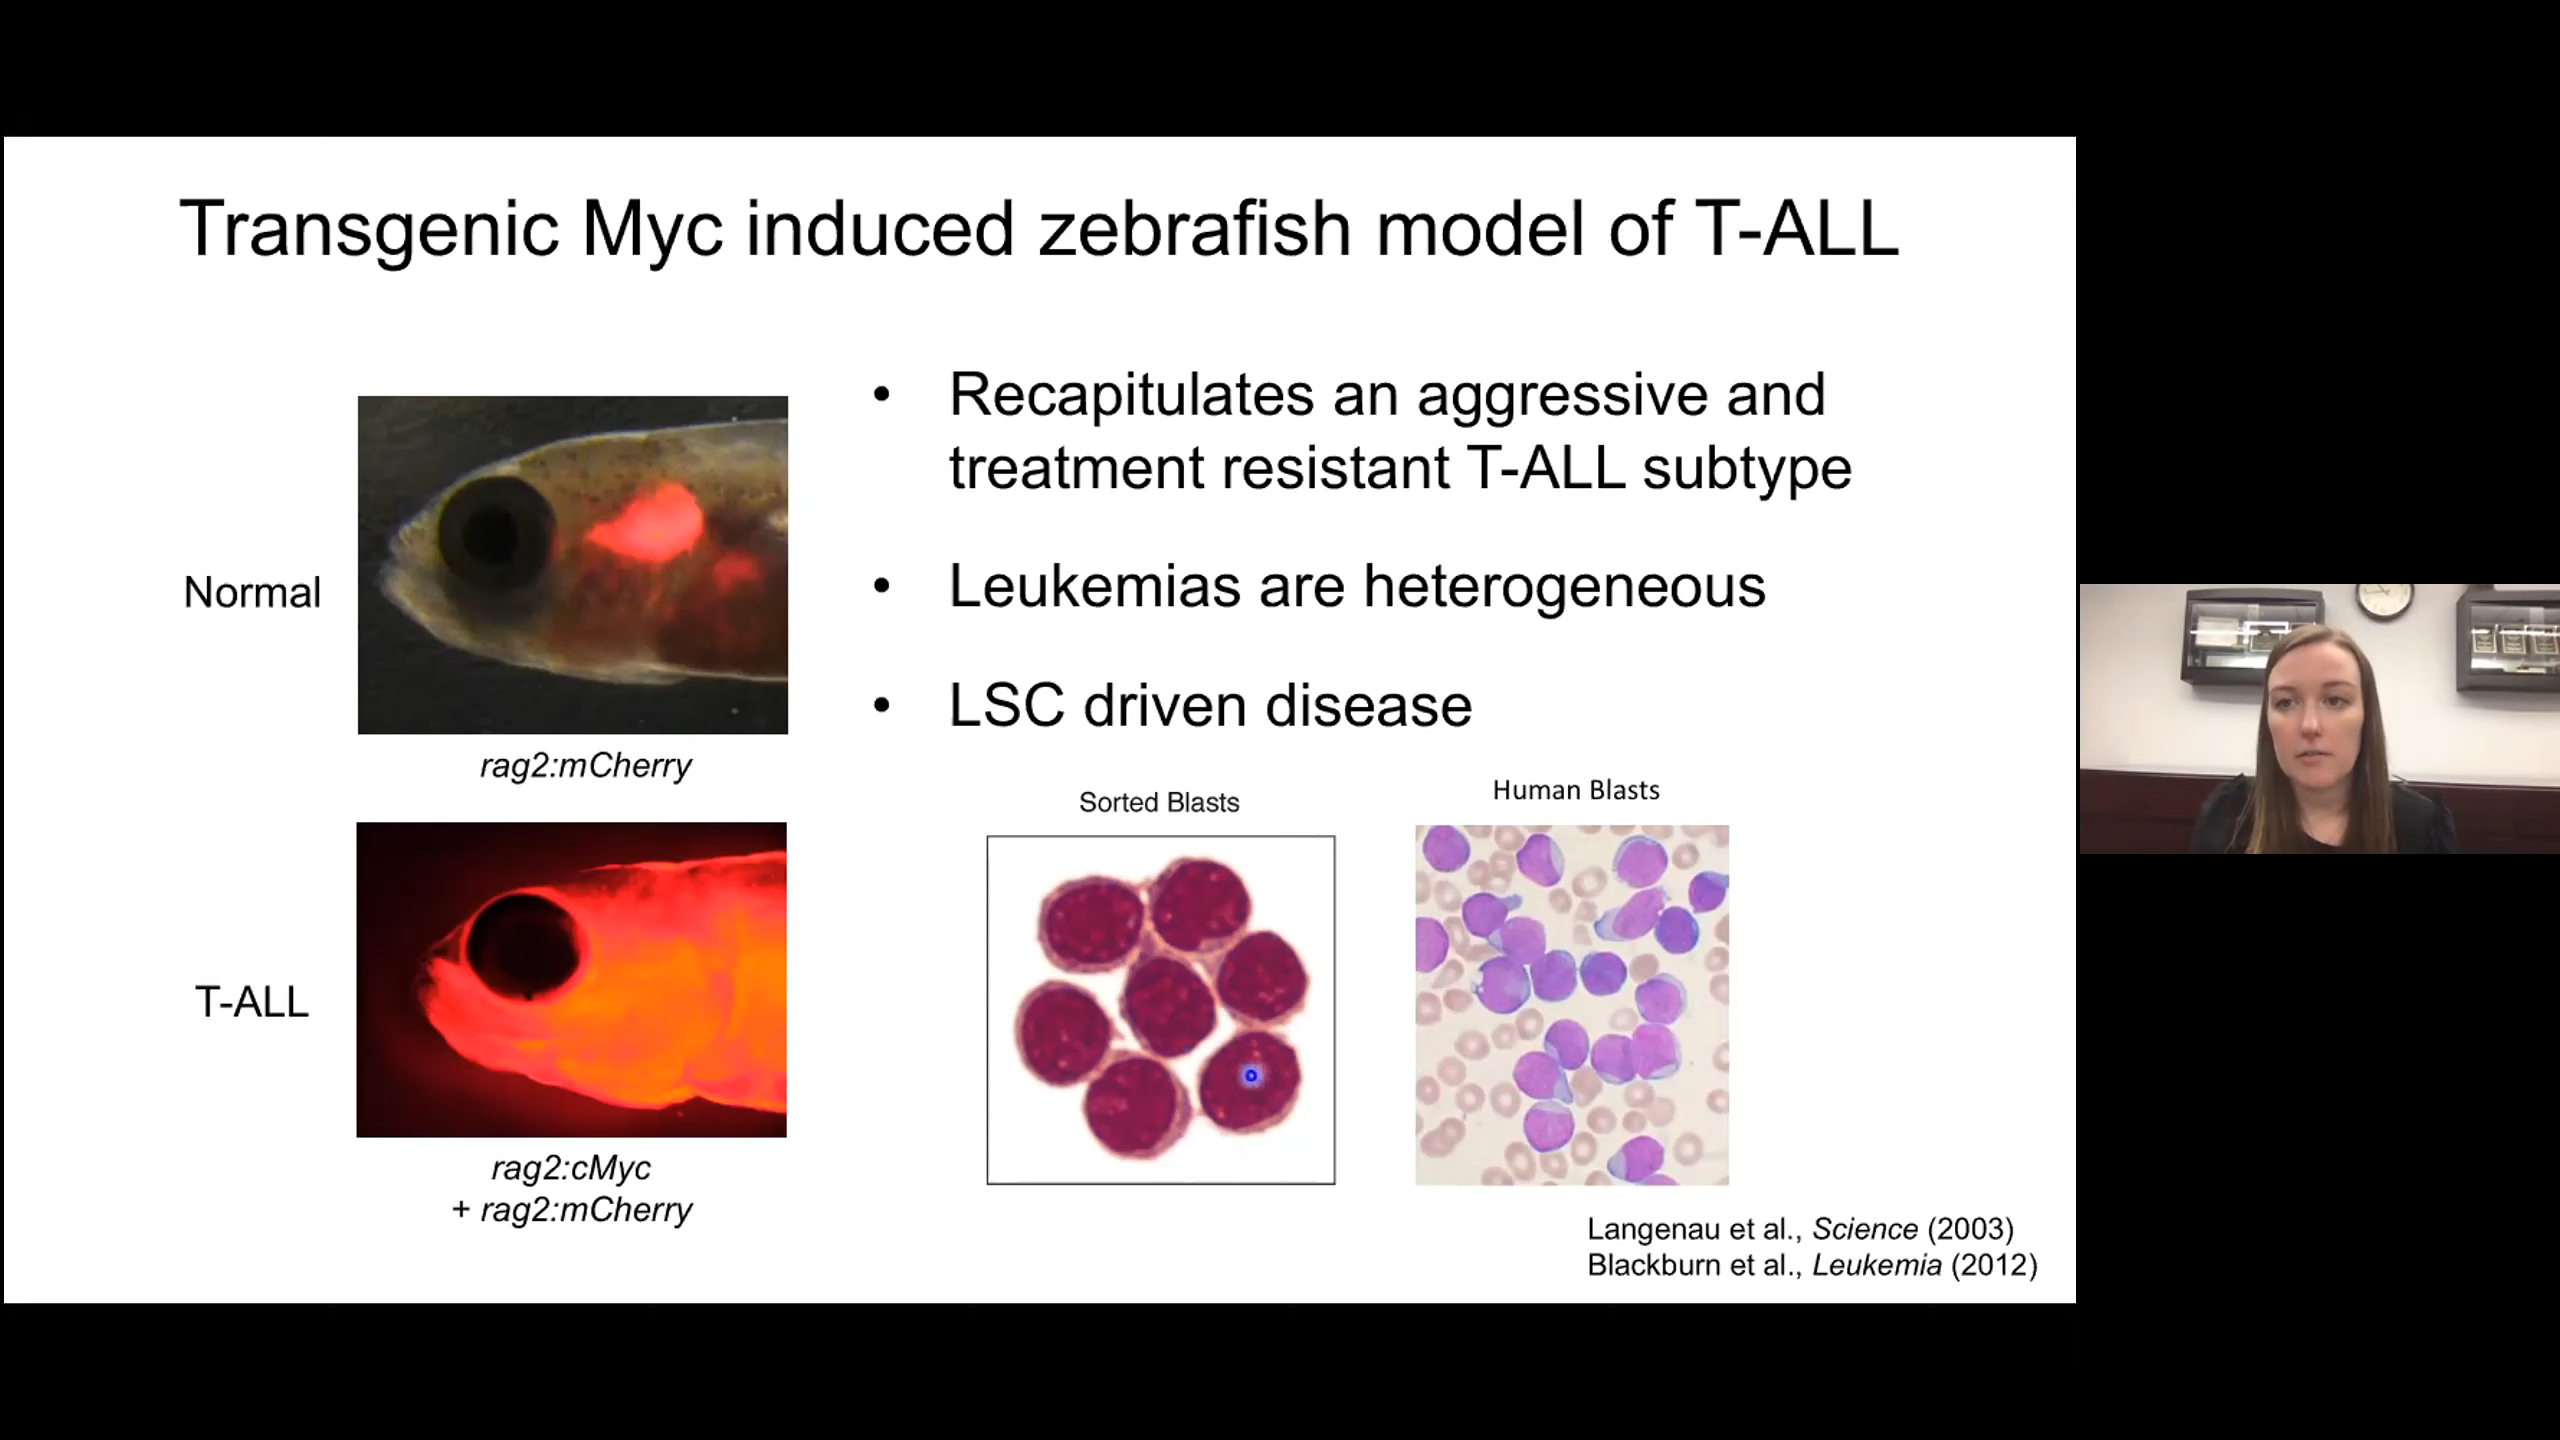 Transgenic Myc induced zebrafish model of T-ALL
• Recapitulates an aggressive and
treatment resistant T-ALL subtype
• Leukemias are heterogeneous
• LSC driven disease
Normal
rag2:mCherry
T-ALL
rag2:cMyc
+ rag2:mCherry
Sorted Blasts
Human Blasts
Langenau et al., Science (2003)
Blackburn et al., Leukemia (2012)